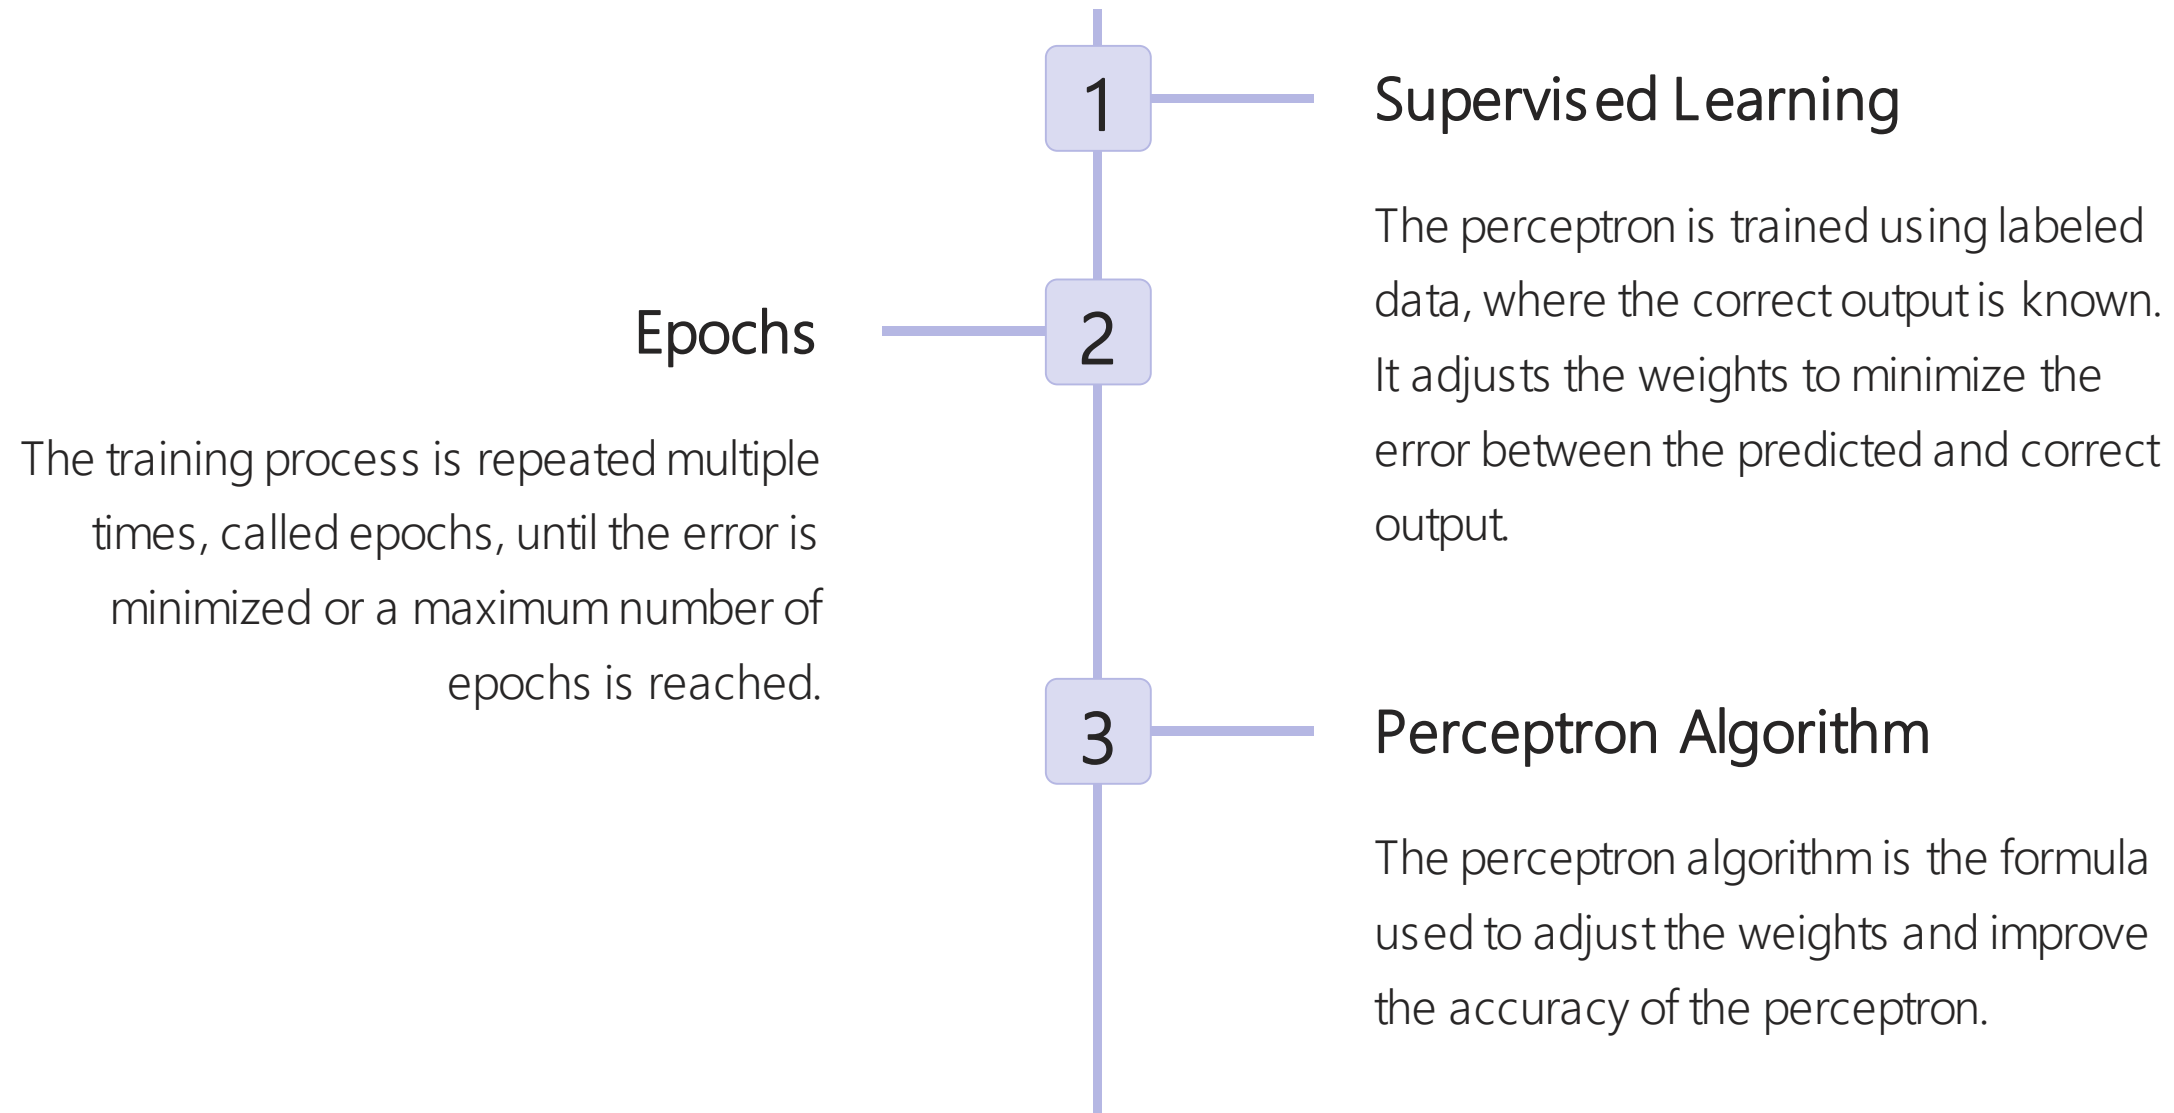 1
Supervised Learning
The perceptron is trained using labeled
data, where the correct output is known.
It adjusts the weights to minimize the
error between the predicted and correct
output.
2
Epochs
The training process is repeated multiple
times, called epochs, until the error is
minimized or a maximum number of
epochs is reached.
3
Perceptron Algorithm
The perceptron algorithm is the formula
used to adjust the weights and improve
the accuracy of the perceptron.